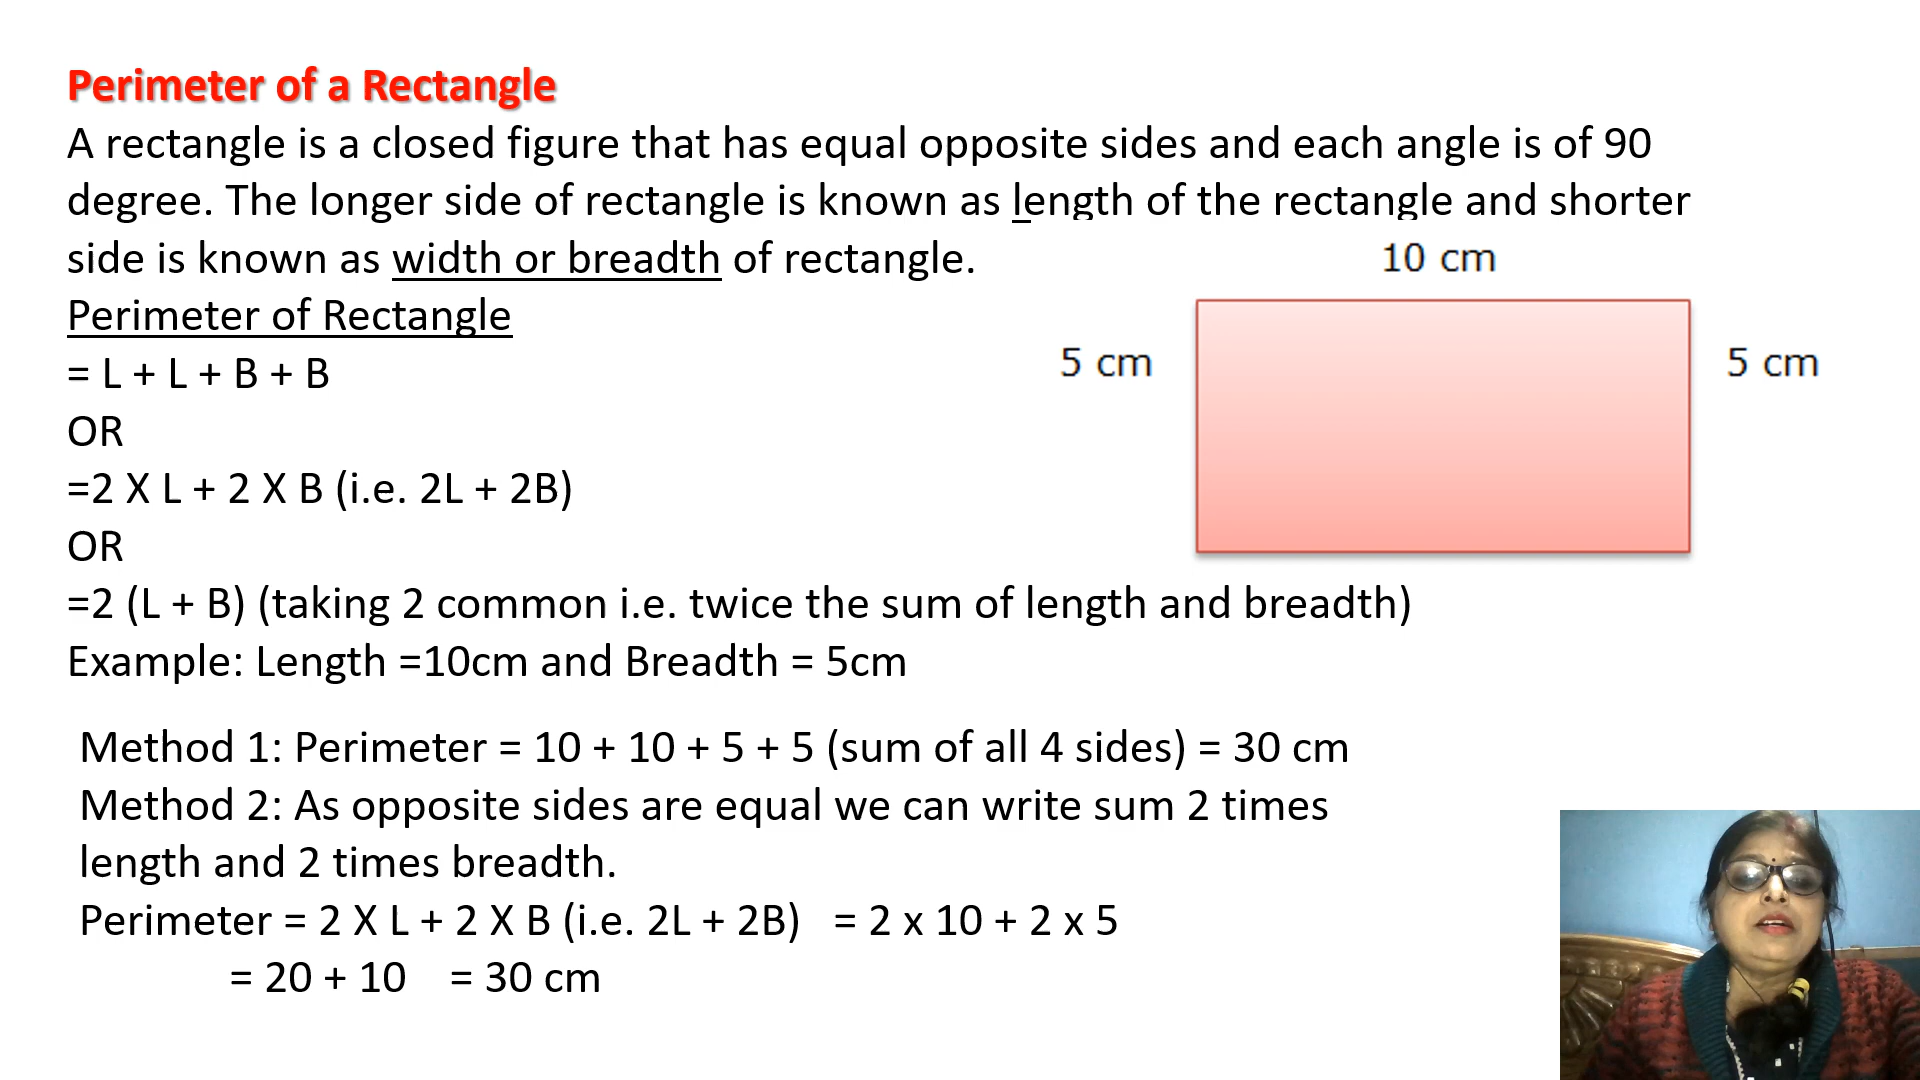 Perimeter of a Rectangle
A rectangle is a closed figure that has equal opposite sides and each angle is of 90
degree. The longer side of rectangle is known as length of the rectangle and shorter
side is known as width or breadth of rectangle.
10 cm
Perimeter of Rectangle
5 cm
5 cm
= L + L + B + B
OR
=2 X L + 2 X B (i.e. 2L + 2B)
OR
=2 (L + B) (taking 2 common i.e. twice the sum of length and breadth)
Example: Length =10cm and Breadth = 5cm
Method 1: Perimeter = 10 + 10 + 5 + 5 (sum of all 4 sides) = 30 cm
Method 2: As opposite sides are equal we can write sum 2 times
length and 2 times breadth.
Perimeter = 2 X L + 2 X B (i.e. 2L + 2B) = 2 x 10 + 2 x 5
= 20 + 10 = 30 cm